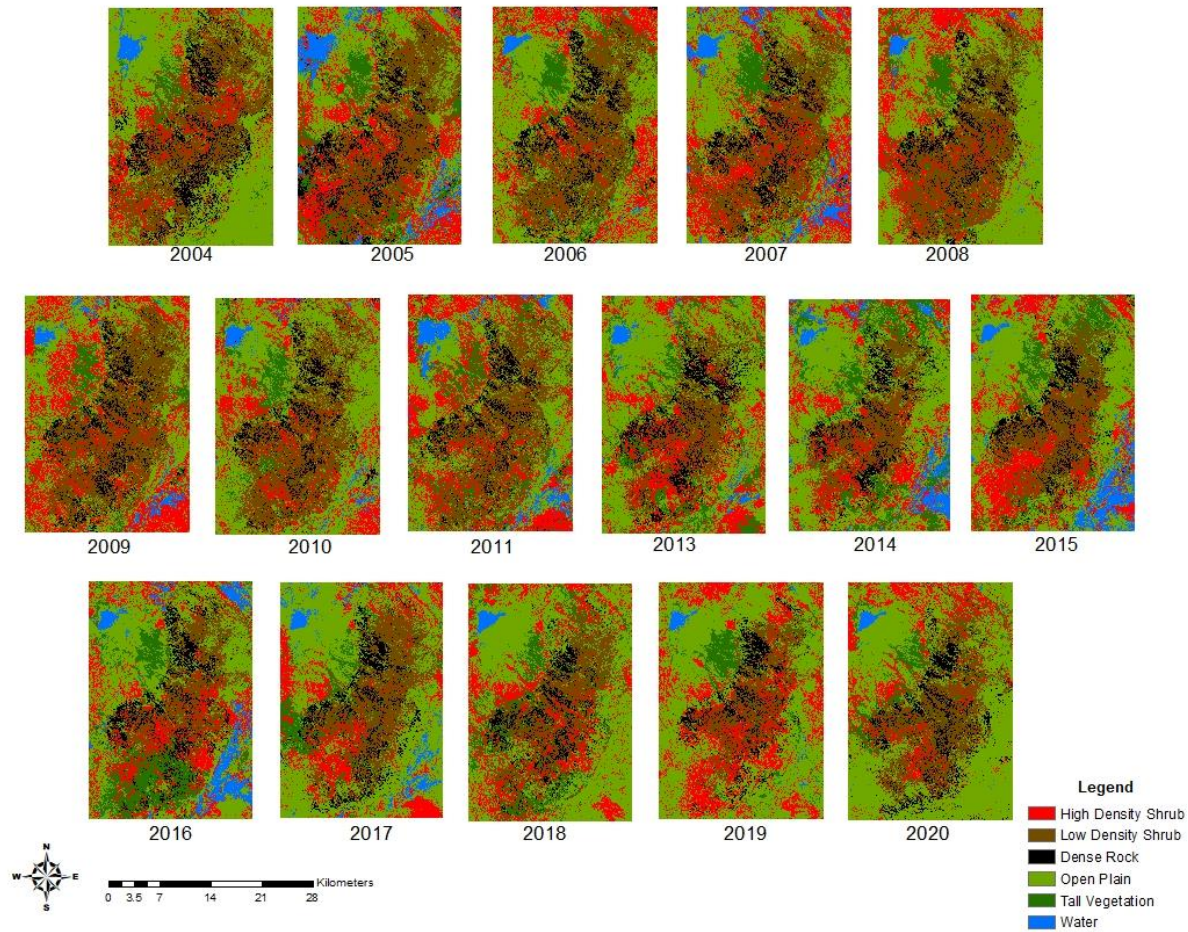 2004 2005 2006 2007 2008
2009 2010 2011 2013 2014 2015
2016 2017 2018 2019 2020
Legend
High Density Shrub
Low Density Shrub
Dense Rock
Open Plain
Tall Vegetation
Water
N
W E
S
Kilometers
0 3.5 7 14 21 28